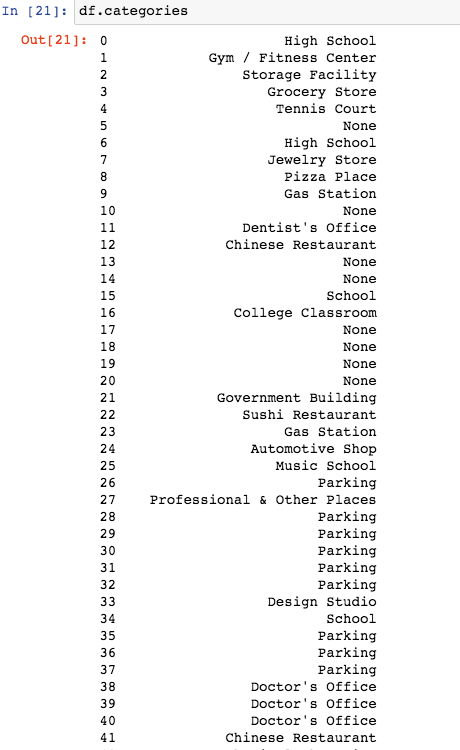 In [21]: df.categories
Out[21]: 0 High School
1 Gym / Fitness Center
2 Storage Facility
3 Grocery Store
4 Tennis Court
5 None
6 High School
7 Jewelry Store
8 Pizza Place
9 Gas Station
10 None
11 Dentist's Office
12 Chinese Restaurant
13 None
14 None
15 School
16 College Classroom
17 None
18 None
19 None
20 None
21 Government Building
22 Sushi Restaurant
23 Gas Station
24 Automotive Shop
25 Music School
26 Parking
27 Professional & Other Places
28 Parking
29 Parking
30 Parking
31 Parking
32 Parking
33 Design Studio
34 School
35 Parking
36 Parking
37 Parking
38 Doctor's Office
39 Doctor's Office
40 Doctor's Office
41 Chinese Restaurant